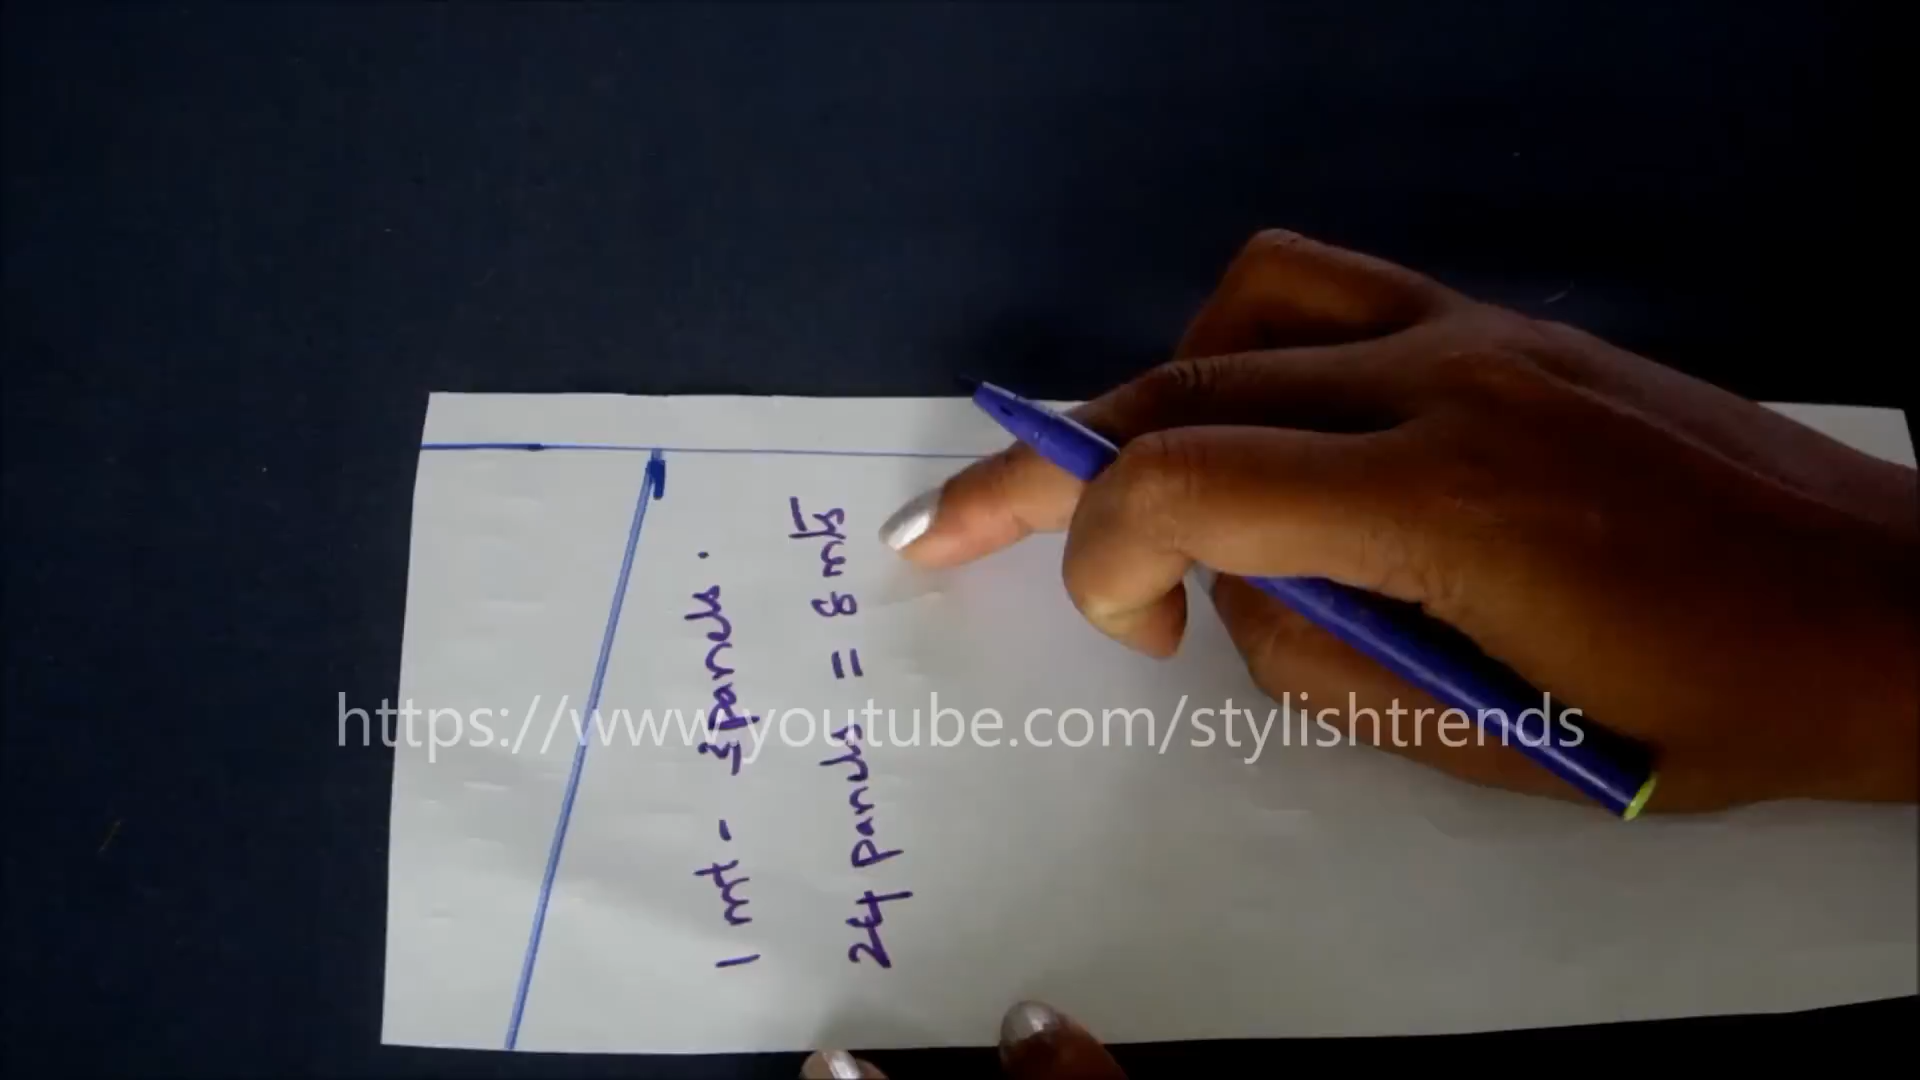 1 mt - 3 panels.
24 panels = 8 mts
https://www.youtube.com/stylishtrends